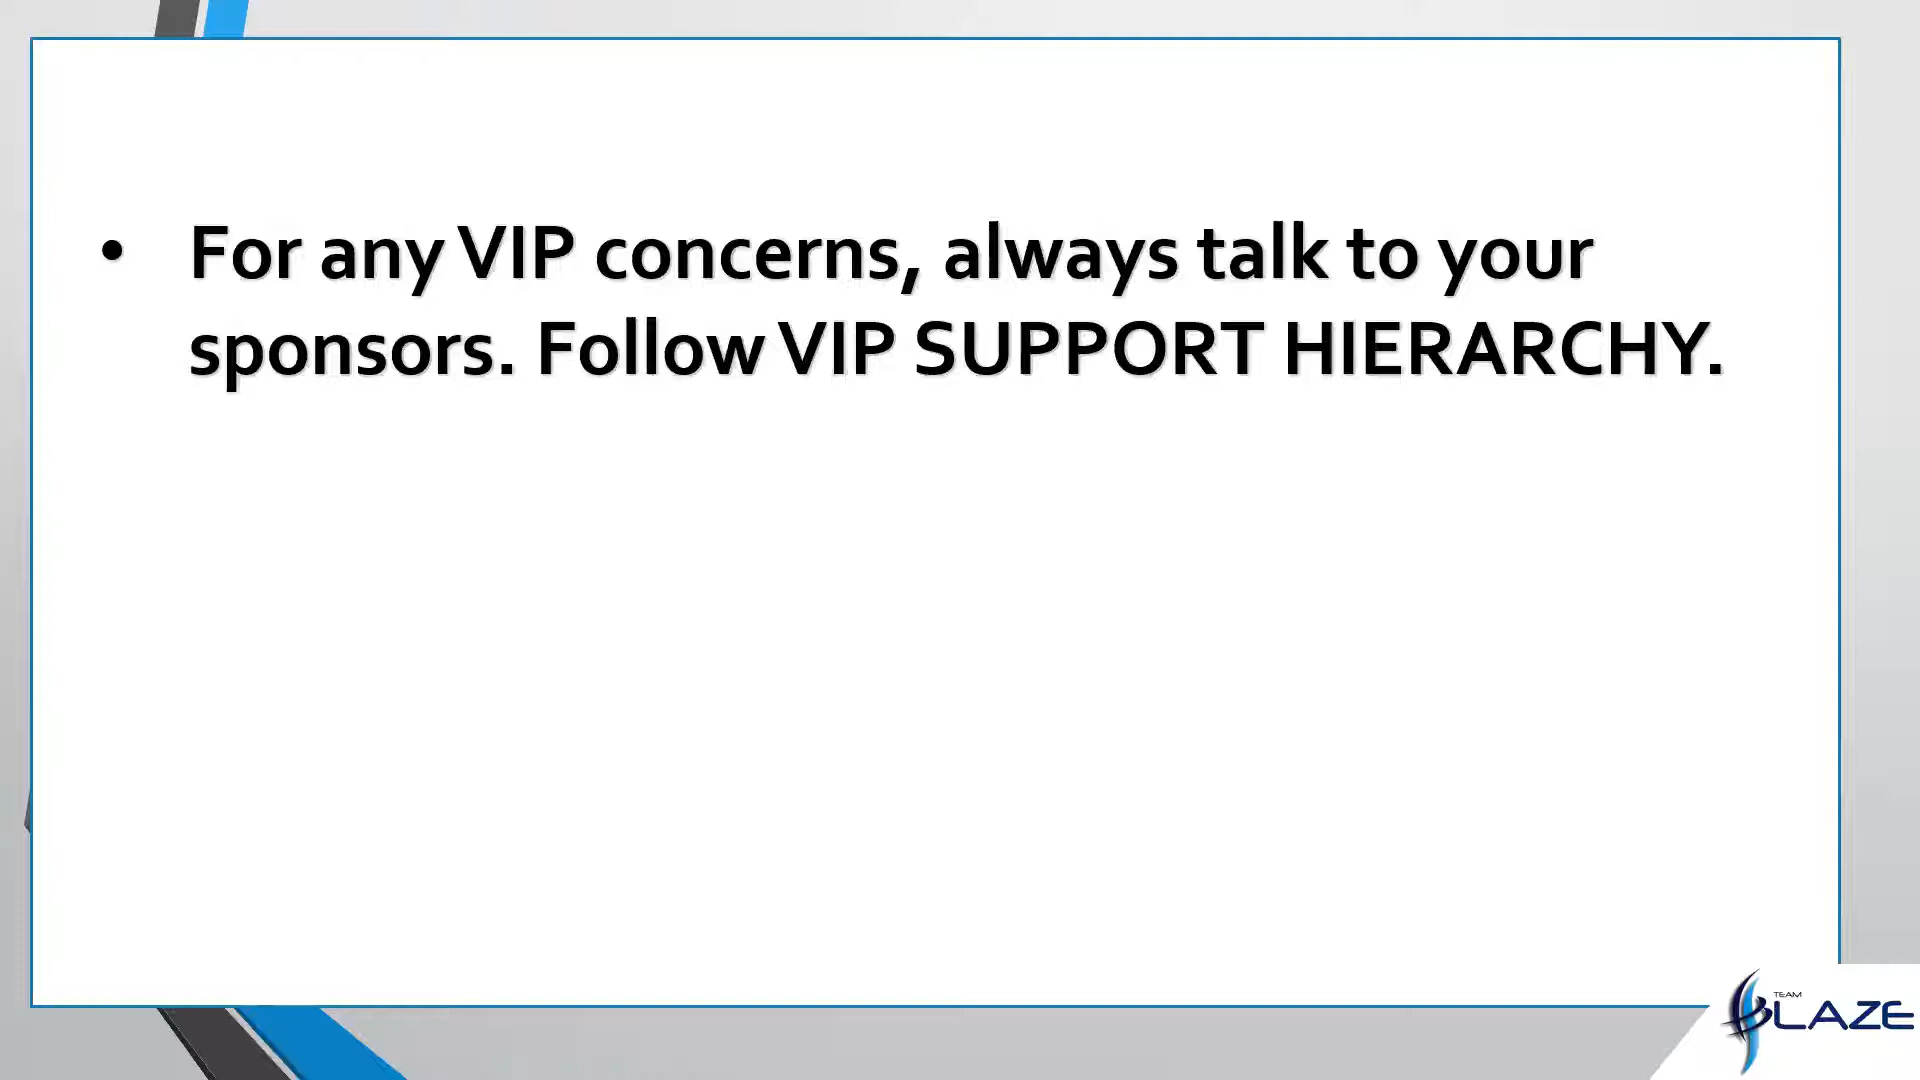 • For any VIP concerns, always talk to your
sponsors. Follow VIP SUPPORT HIERARCHY.
TEAM
BLAZE